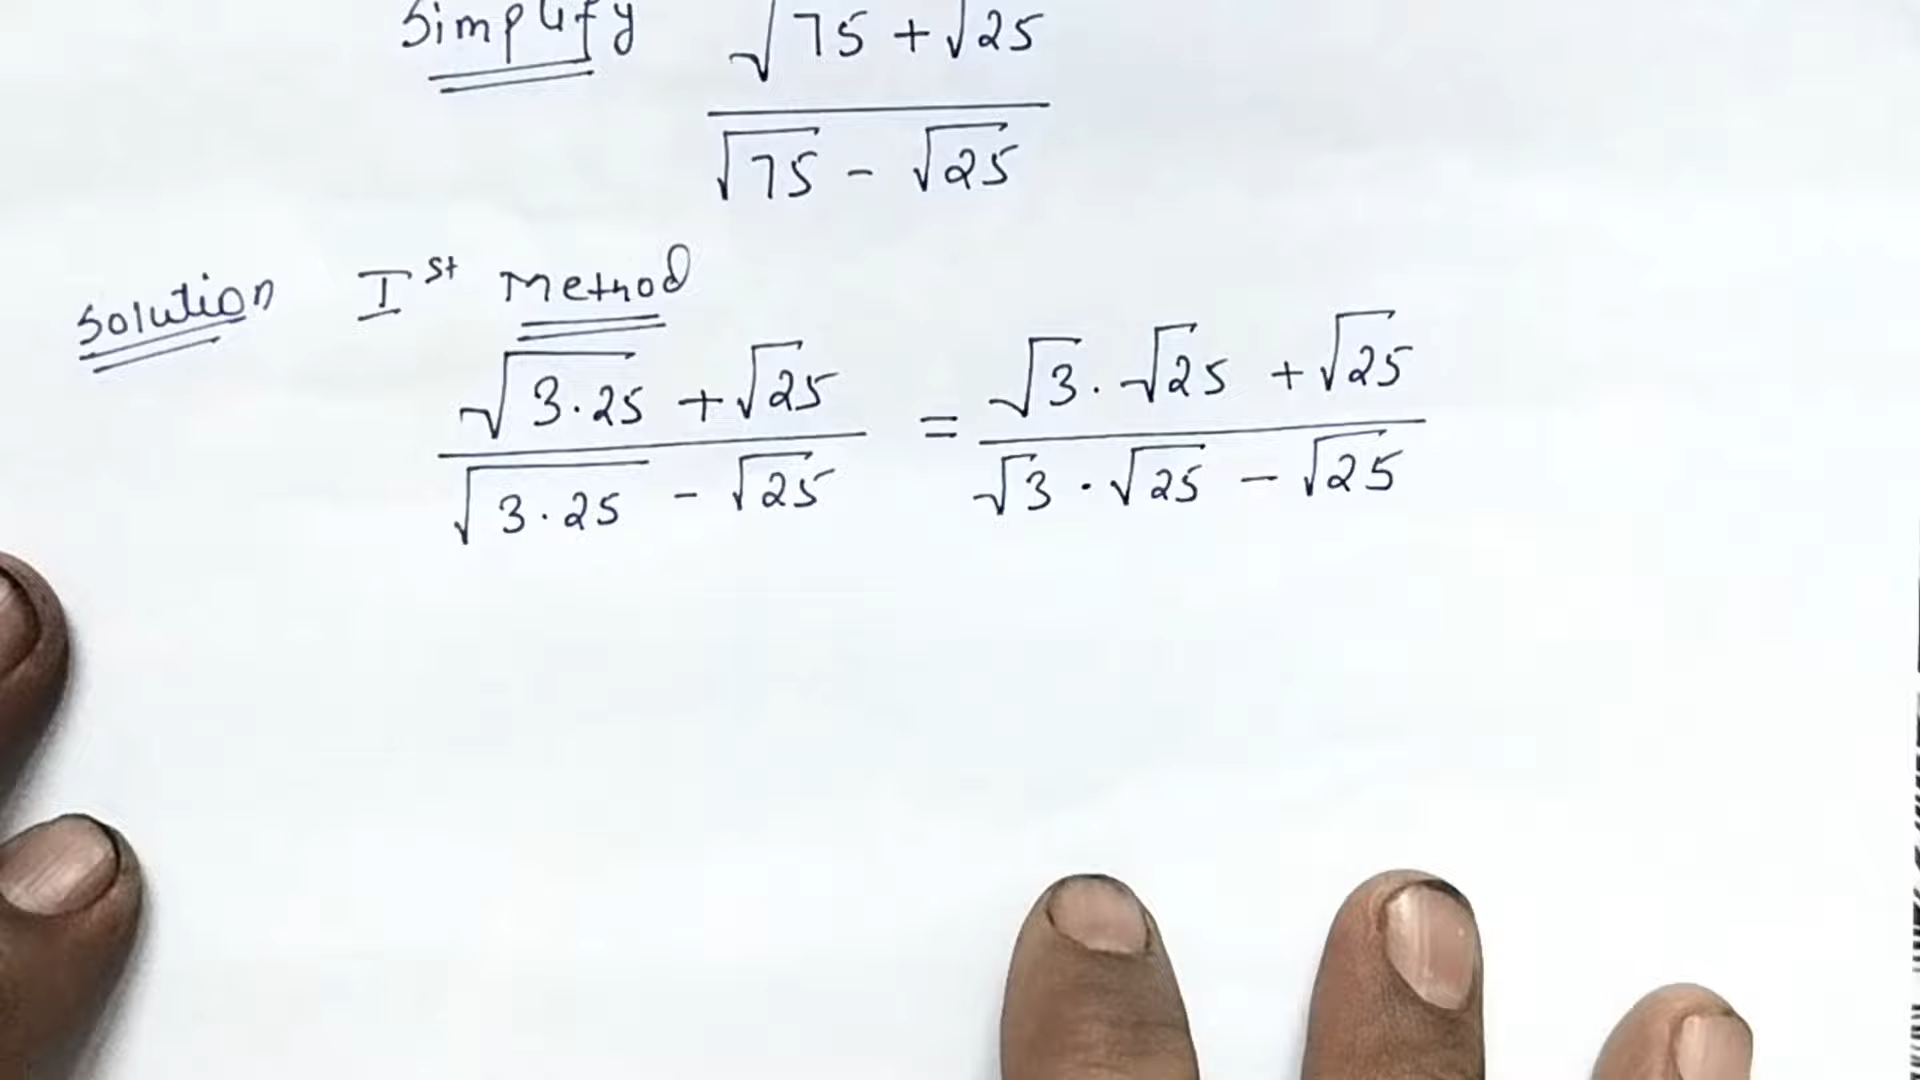 Simplify √75 + √25
√75 - √25
Solution Iˢᵗ Method
√3.25 + √25 = √3. √25 + √25
√3.25 - √25 √3 · √25 - √25